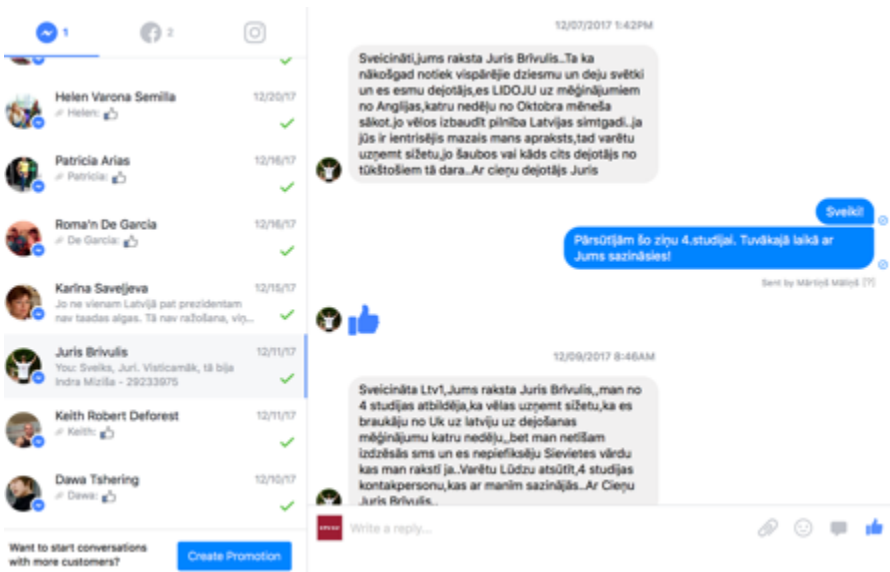 1
2
Helen Varona Semilla
12/20/17
Helen:
Patricia Arias
12/16/17
Patricia:
Roma'n De Garcia
12/16/17
De Garcia:
Karīna Saveļjeva
12/15/17
Jo ne vienam Latvijā pat prezidentam
nav taadas algas. Tā nav ražošana, viņ...
Juris Brivulis
12/11/17
You: Sveiks, Juri. Visticamāk, tā bija
Indra Miziša - 29233975
Keith Robert Deforest
12/11/17
Keith:
Dawa Tshering
12/10/17
Dawa:
Want to start conversations
with more customers?
Create Promotion
12/07/2017 1:42PM
Sveicināti,jums raksta Juris Brīvulis..Ta ka
nākošgad notiek vispārējie dziesmu un deju svētki
un es esmu dejotājs,es LIDOJU uz mēģinājumiem
no Anglijas,katru nedēļu no Oktobra mēneša
sākot.jo vēlos izbaudīt pilnība Latvijas simtgadi..ja
jūs ir ientrisējis mazais mans apraksts,tad varētu
uzņemt sižetu,jo šaubos vai kāds cits dejotājs no
tūkštošiem tā dara..Ar cieņu dejotājs Juris
Sveiki!
Pārsūtījām šo ziņu 4.studijai. Tuvākajā laikā ar
Jums sazināsies!
Sent by Mārtiņš Māliņš [?]
12/09/2017 8:46AM
Sveicināta Ltv1,Jums raksta Juris Brīvulis,,man no
4 studijas atbildēja,ka vēlas uzņemt sižetu,ka es
braukāju no Uk uz latviju uz dejošanas
mēģinājumu katru nedēļu,,bet man netīšam
izdzēsās sms un es nepiefiksēju Sievietes vārdu
kas man rakstī ja..Varētu Lūdzu atsūtīt,4 studijas
kontakpersonu,kas ar manīm sazinājās..Ar Cieņu
Juris Brīvulis..
Write a reply...